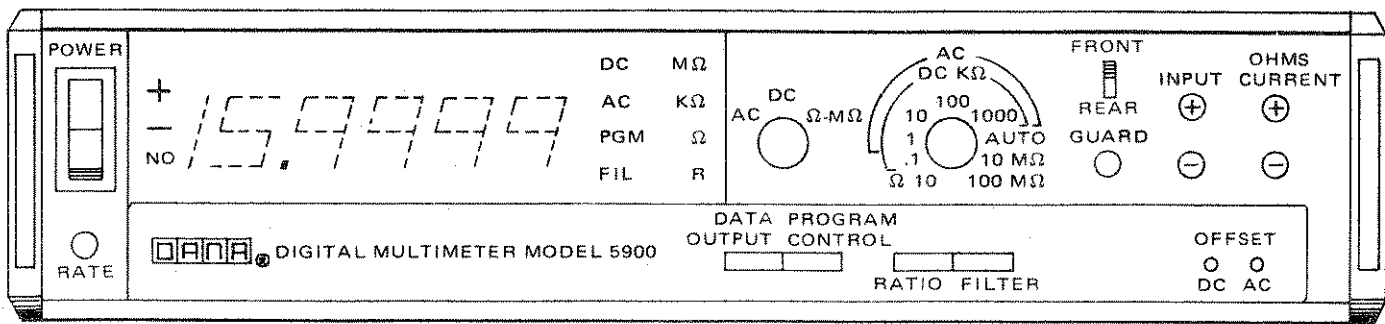 POWER
RATE
+
−
NO
15.9999
DC MΩ
AC KΩ
PGM Ω
FIL R
AC DC Ω-MΩ
AC
DC KΩ
100
10 1000
1 AUTO
.1 10 MΩ
Ω 10 100 MΩ
FRONT
REAR
GUARD
INPUT
+
−
OHMS
CURRENT
+
−
DANA® DIGITAL MULTIMETER MODEL 5900
DATA PROGRAM
OUTPUT CONTROL
RATIO FILTER
OFFSET
DC AC